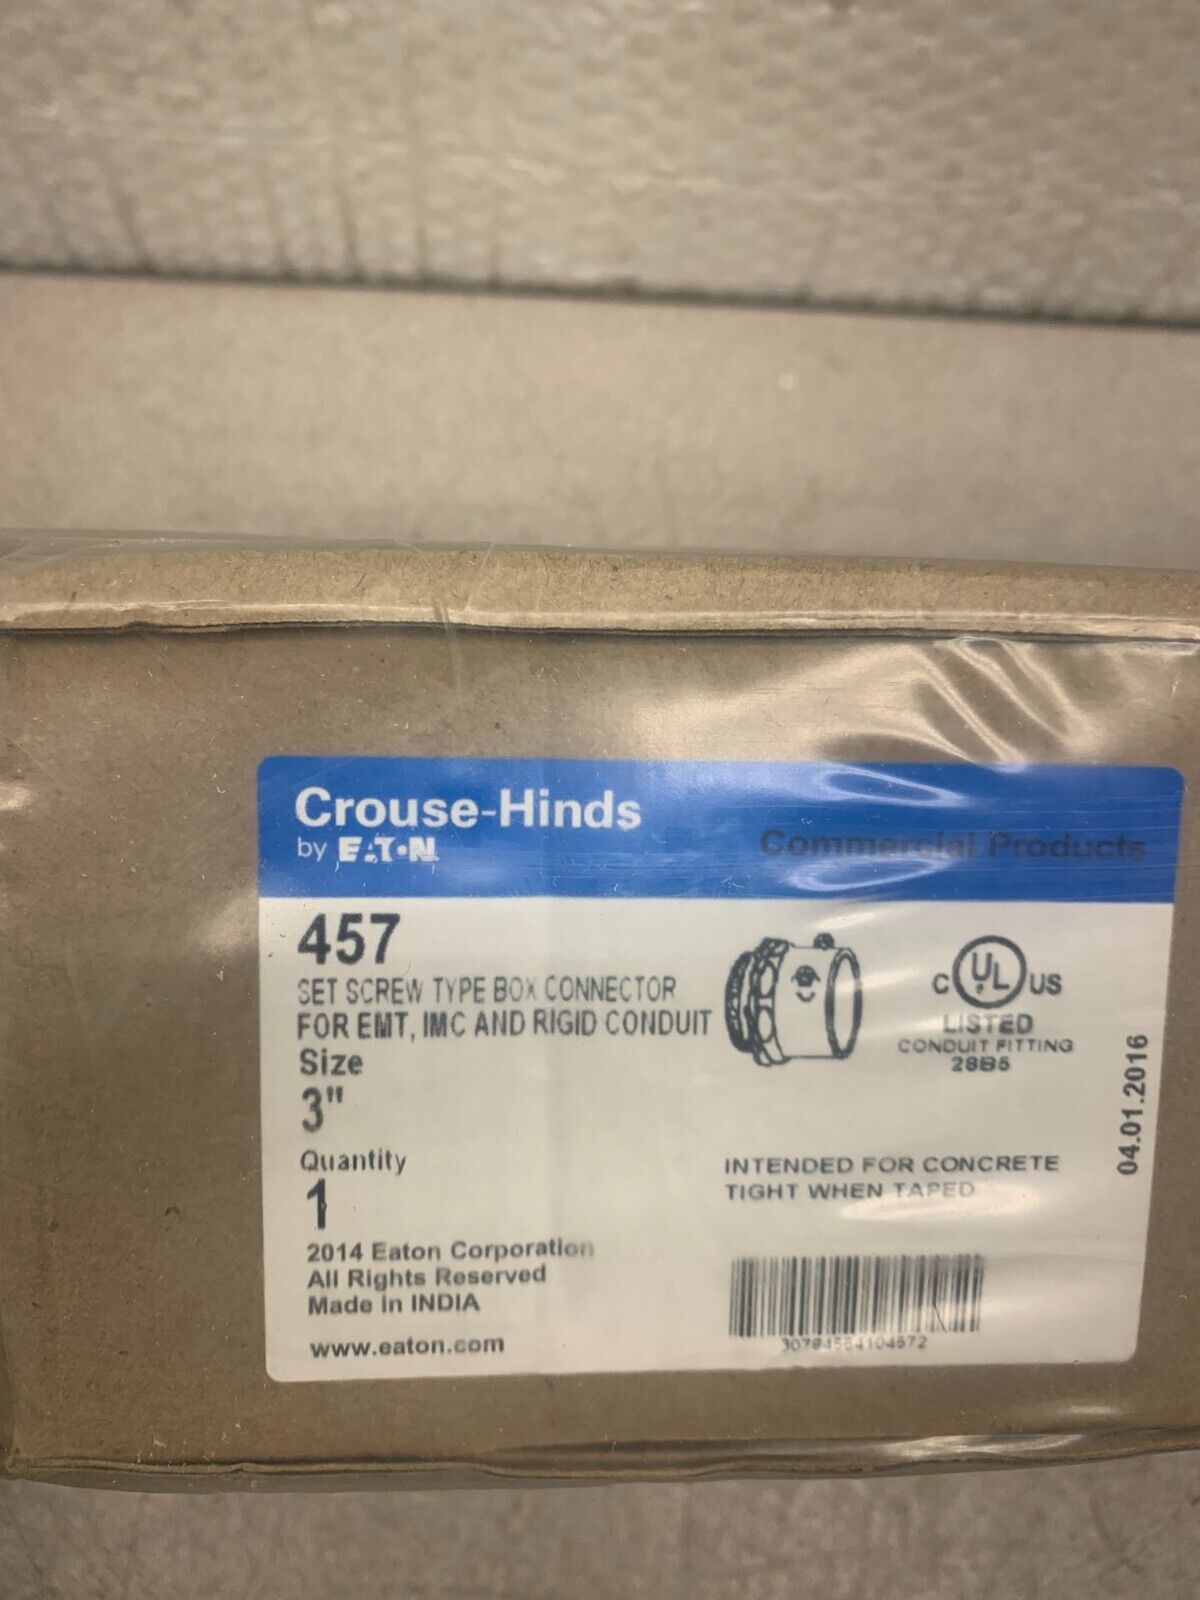 Crouse-Hinds
by EATON
Commercial Products
457
SET SCREW TYPE BOX CONNECTOR
FOR EMT, IMC AND RIGID CONDUIT
Size
3"
Quantity
1
2014 Eaton Corporation
All Rights Reserved
Made in INDIA
www.eaton.com
C UL US
LISTED
CONDUIT FITTING
28B5
04.01.2016
INTENDED FOR CONCRETE
TIGHT WHEN TAPED